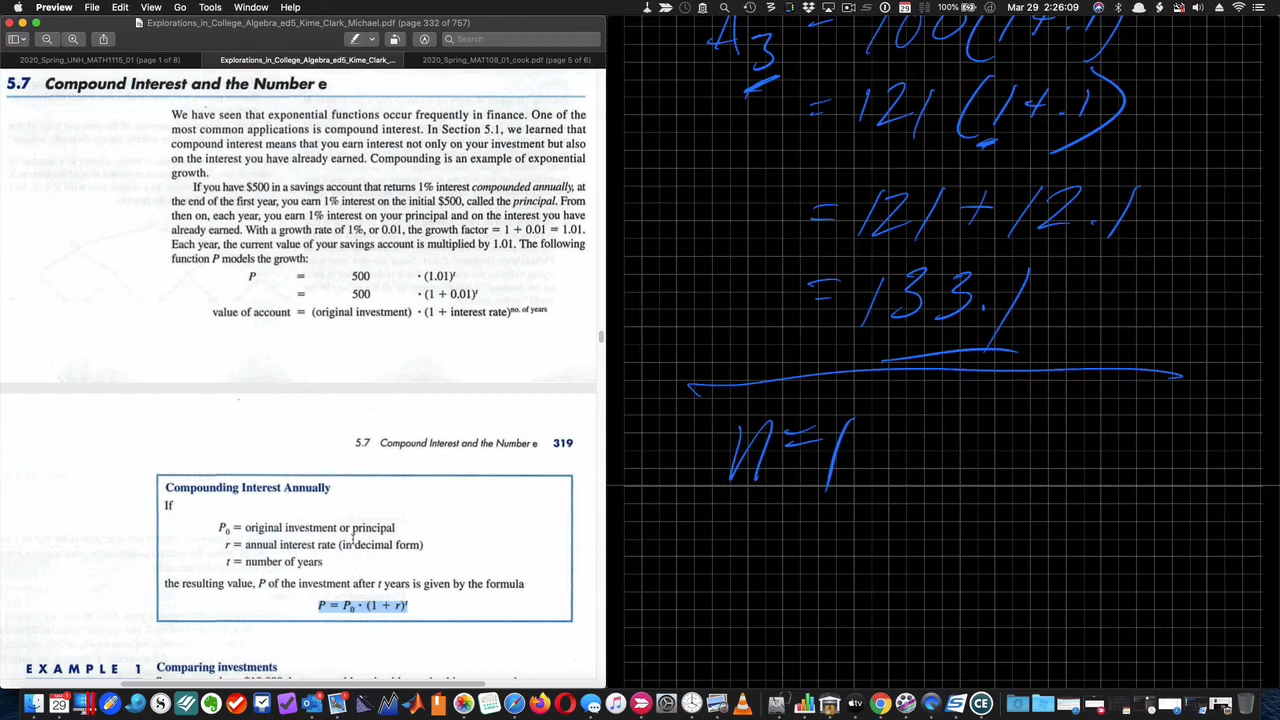 Preview File Edit View Go Tools Window Help
100% Mar 29 2:26:09
Explorations_in_College_Algebra_ed5_Kime_Clark_Michael.pdf (page 332 of 757)
Search
2020_Spring_UNH_MATH1115_01 (page 1 of 8) Explorations_in_College_Algebra_ed5_Kime_Clark_... 2020_Spring_MAT108_01_cook.pdf (page 5 of 6)
5.7 Compound Interest and the Number e
We have seen that exponential functions occur frequently in finance. One of the
most common applications is compound interest. In Section 5.1, we learned that
compound interest means that you earn interest not only on your investment but also
on the interest you have already earned. Compounding is an example of exponential
growth.
If you have $500 in a savings account that returns 1% interest compounded annually, at
the end of the first year, you earn 1% interest on the initial $500, called the principal. From
then on, each year, you earn 1% interest on your principal and on the interest you have
already earned. With a growth rate of 1%, or 0.01, the growth factor = 1 + 0.01 = 1.01.
Each year, the current value of your savings account is multiplied by 1.01. The following
function P models the growth:
P = 500 · (1.01)^t
= 500 · (1 + 0.01)^t
value of account = (original investment) · (1 + interest rate)^no. of years
5.7 Compound Interest and the Number e 319
Compounding Interest Annually
If
P₀ = original investment or principal
r = annual interest rate (in decimal form)
t = number of years
the resulting value, P of the investment after t years is given by the formula
P = P₀ · (1 + r)^t
EXAMPLE 1 Comparing investments
A₃ = 100(1+.1)
= 121(1+.1)
= 121 + 12.1
= 133.1
n=1